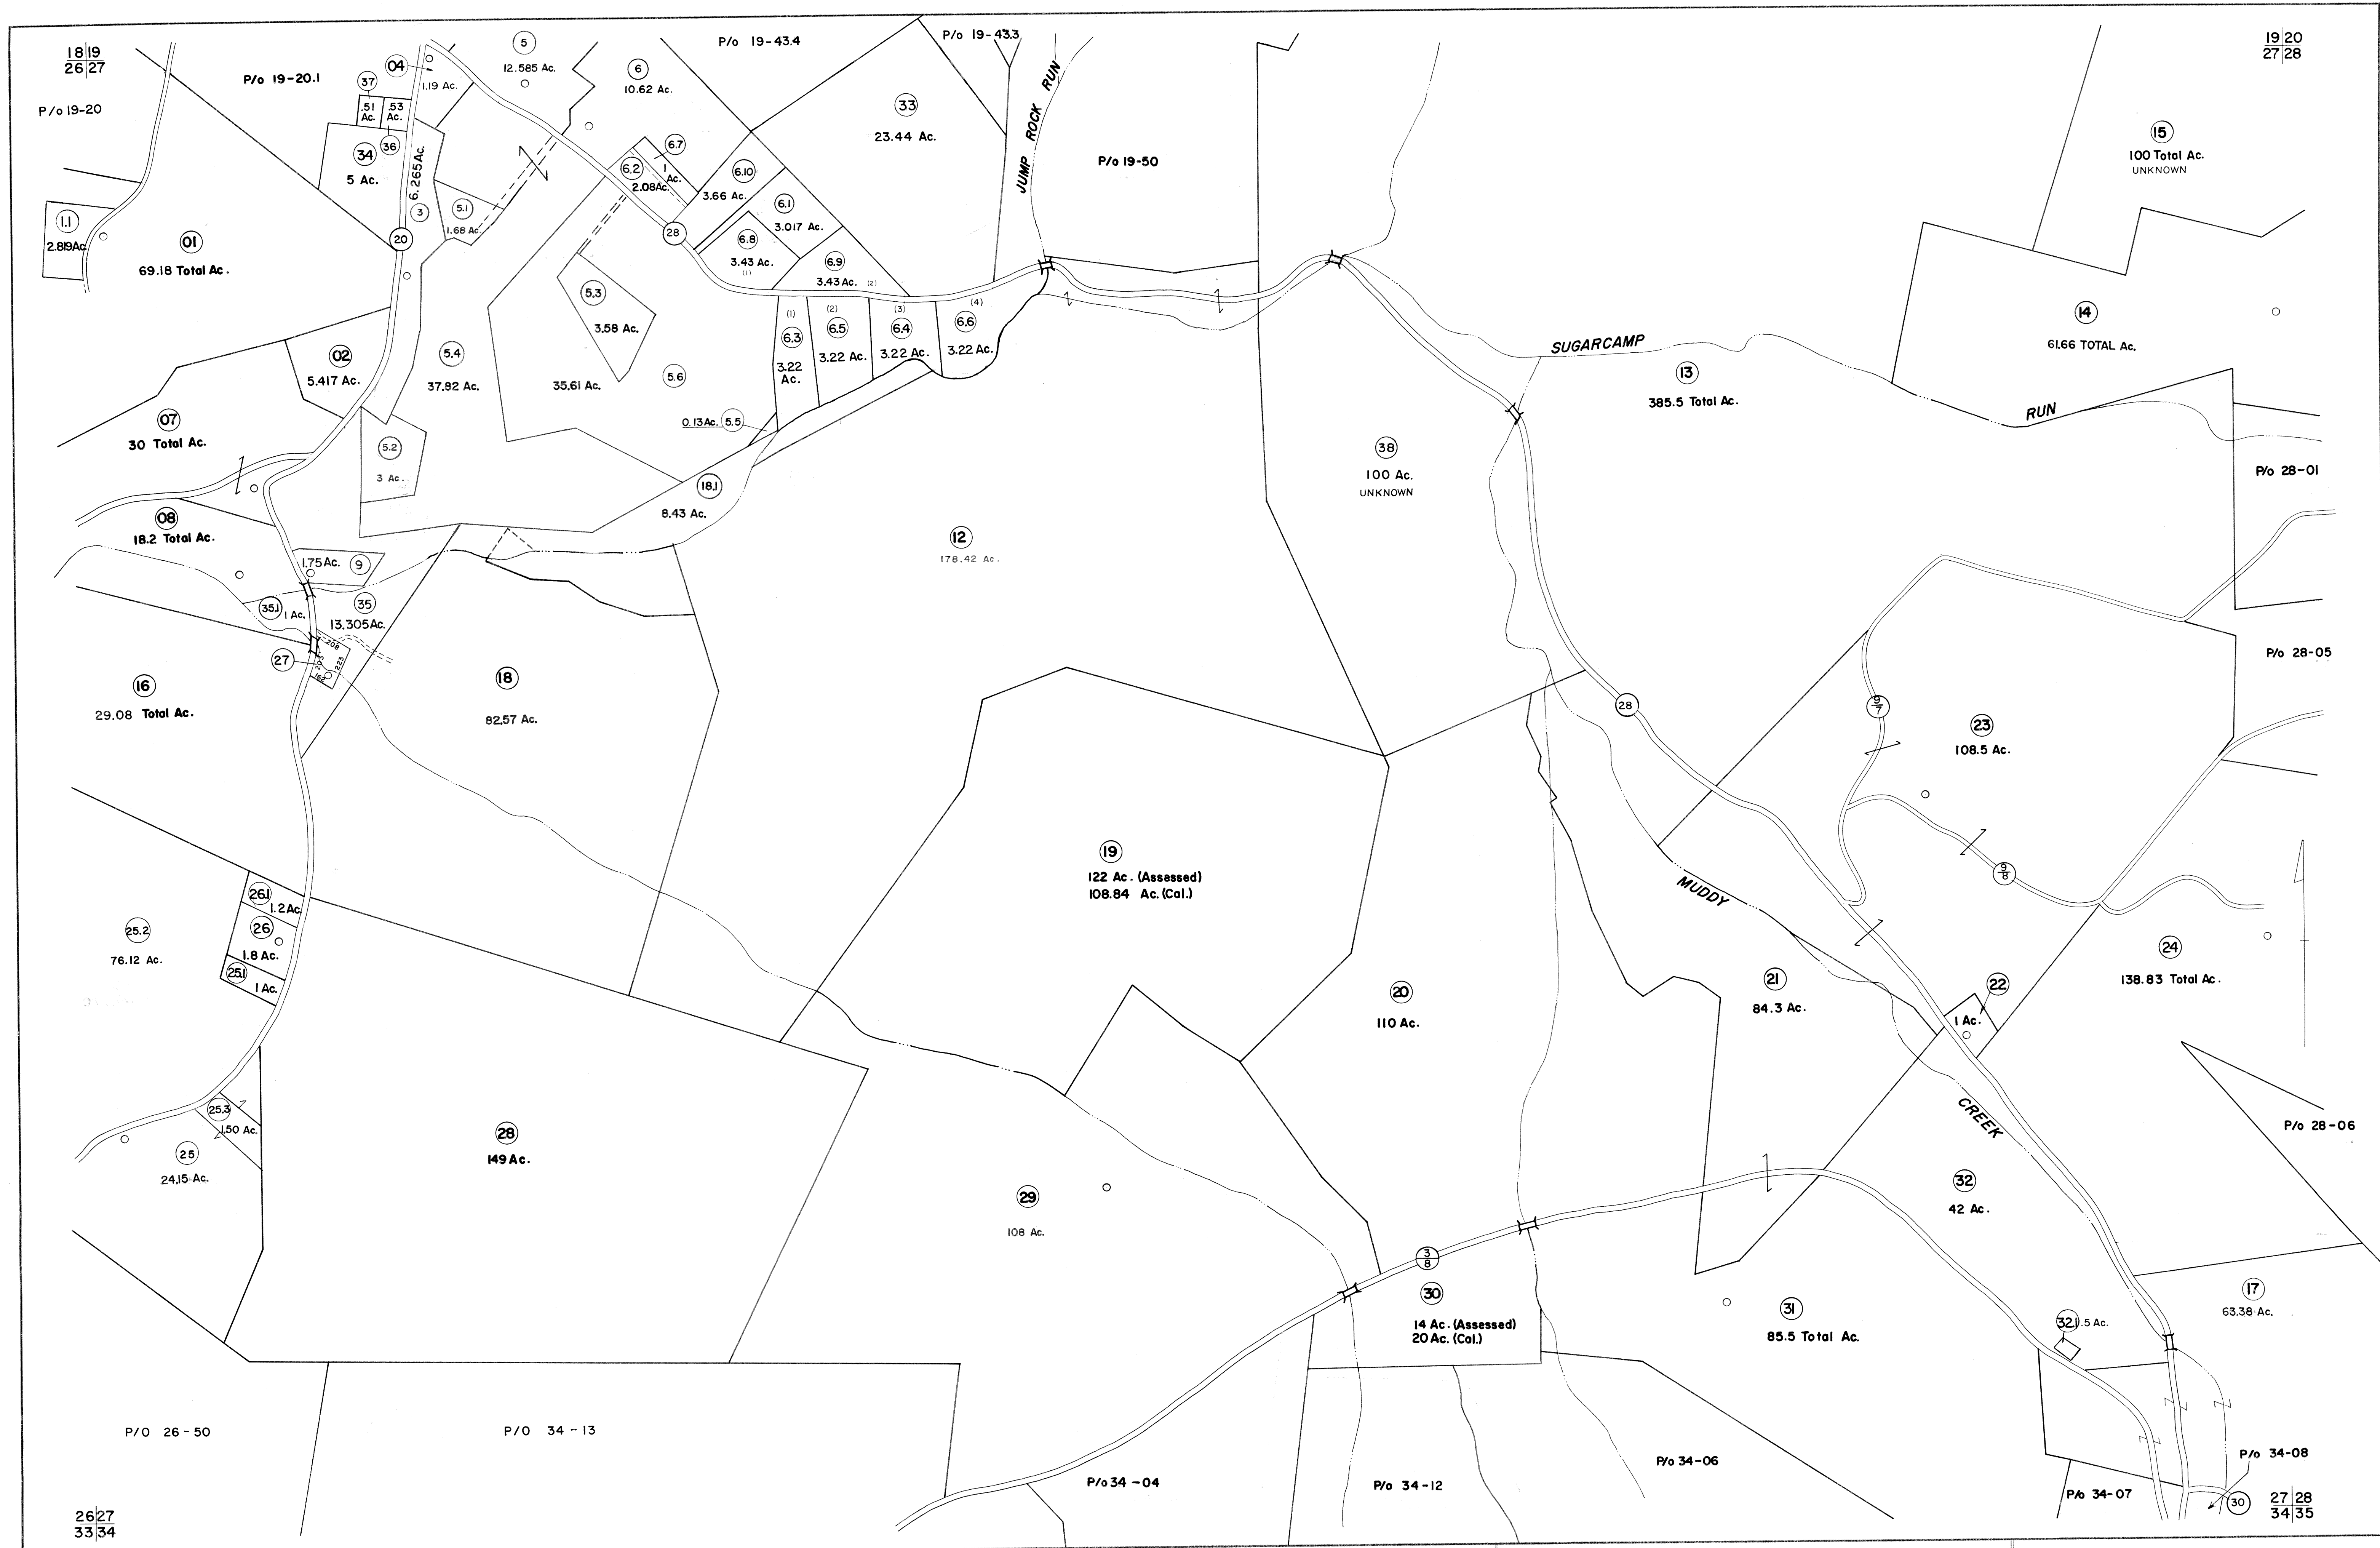 18 19
26 27
P/o 19-20
P/o 19-20.1
37
.51 Ac.
.53 Ac.
36
34
5 Ac.
04
1.19 Ac.
5
12.585 Ac.
6
10.62 Ac.
P/o 19-43.4
P/o 19-43.3
33
23.44 Ac.
JUMP ROCK RUN
P/o 19-50
19 20
27 28
15
100 Total Ac.
UNKNOWN
6.265 Ac.
3
20
5.1
1.68 Ac.
6.2
2.08 Ac.
6.7
1 Ac.
6.10
3.66 Ac.
28
6.1
3.017 Ac.
6.8
3.43 Ac.
(1)
6.9
3.43 Ac. (2)
1.1
2.819 Ac.
01
69.18 Total Ac.
5.3
3.58 Ac.
(1)
6.3
3.22 Ac.
(2)
6.5
3.22 Ac.
(3)
6.4
3.22 Ac.
(4)
6.6
3.22 Ac.
14
61.66 TOTAL Ac.
SUGARCAMP
RUN
13
385.5 Total Ac.
02
5.417 Ac.
5.4
37.82 Ac.
35.61 Ac.
5.6
0.13 Ac. 5.5
07
30 Total Ac.
5.2
3 Ac.
18.1
8.43 Ac.
38
100 Ac.
UNKNOWN
P/o 28-01
08
18.2 Total Ac.
12
178.42 Ac.
1.75 Ac. 9
35.1 1 Ac.
35
13.305 Ac.
27
208
203
223
162
P/o 28-05
16
29.08 Total Ac.
18
82.57 Ac.
28
9
7
23
108.5 Ac.
19
122 Ac. (Assessed)
108.84 Ac. (Cal.)
MUDDY
9
8
26.1
1.2 Ac.
26
1.8 Ac.
25.1
1 Ac.
25.2
76.12 Ac.
24
138.83 Total Ac.
20
110 Ac.
21
84.3 Ac.
22
1 Ac.
CREEK
25.3
1.50 Ac.
25
24.15 Ac.
28
149 Ac.
P/o 28-06
29
108 Ac.
32
42 Ac.
3
8
30
14 Ac. (Assessed)
20 Ac. (Cal.)
31
85.5 Total Ac.
17
63.38 Ac.
32.1 .5 Ac.
P/O 26-50
P/O 34-13
P/o 34-04
P/o 34-12
P/o 34-06
P/o 34-08
P/o 34-07
30
26 27
33 34
27 28
34 35